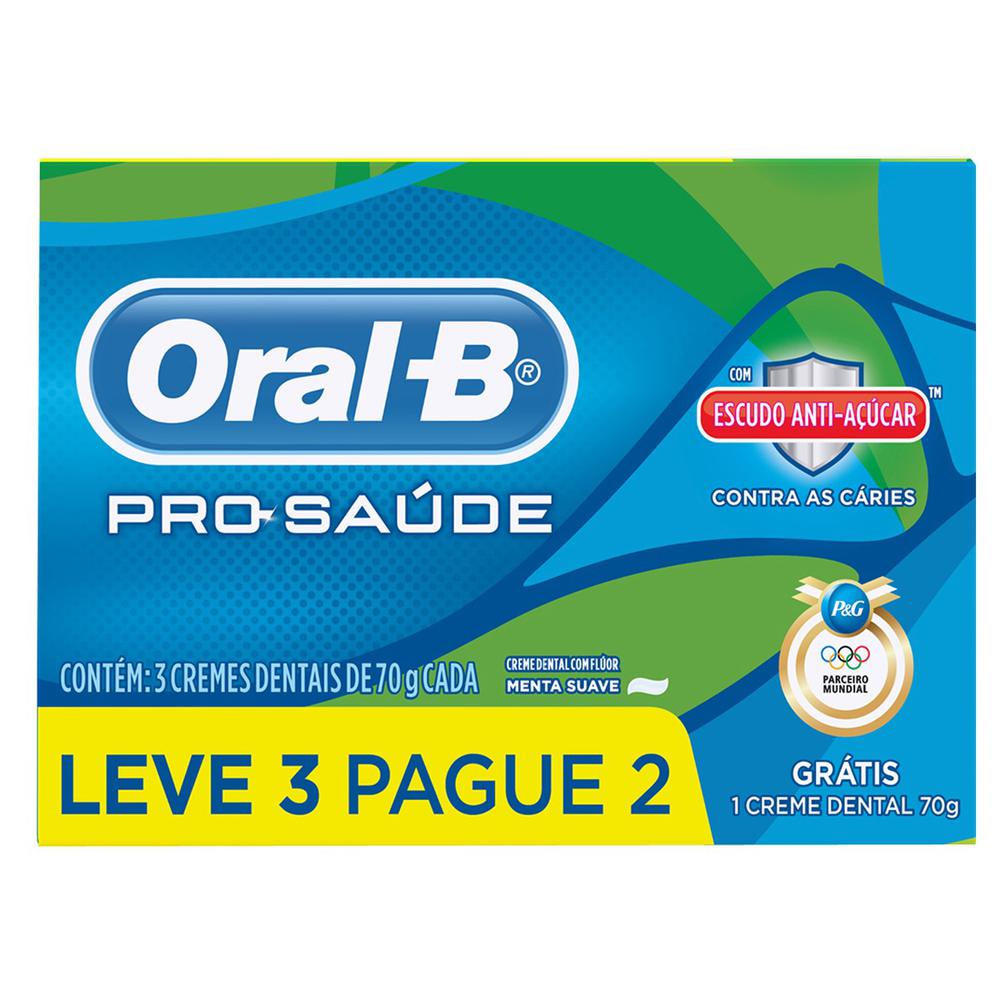 Oral-B®
PRO-SAÚDE
COM
ESCUDO ANTI-AÇÚCAR™
CONTRA AS CÁRIES
P&G
PARCEIRO
MUNDIAL
CONTÉM: 3 CREMES DENTAIS DE 70 g CADA
CREME DENTAL COM FLÚOR
MENTA SUAVE
LEVE 3 PAGUE 2
GRÁTIS
1 CREME DENTAL 70g